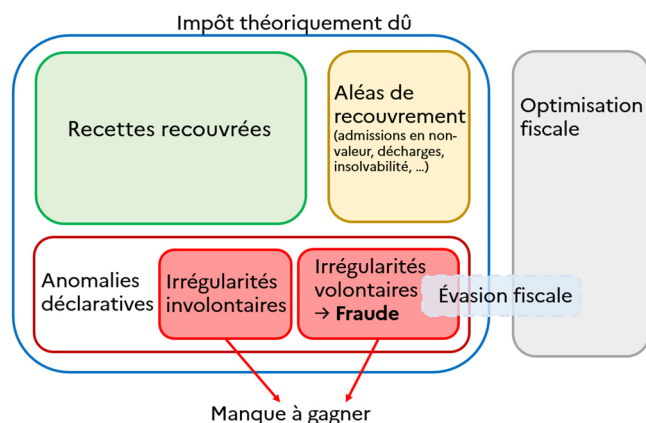 Impôt théoriquement dû
Recettes recouvrées
Aléas de
recouvrement
(admissions en non-
valeur, décharges,
insolvabilité, …)
Optimisation
fiscale
Anomalies
déclaratives
Irrégularités
involontaires
Irrégularités
volontaires
→ Fraude
Évasion fiscale
Manque à gagner